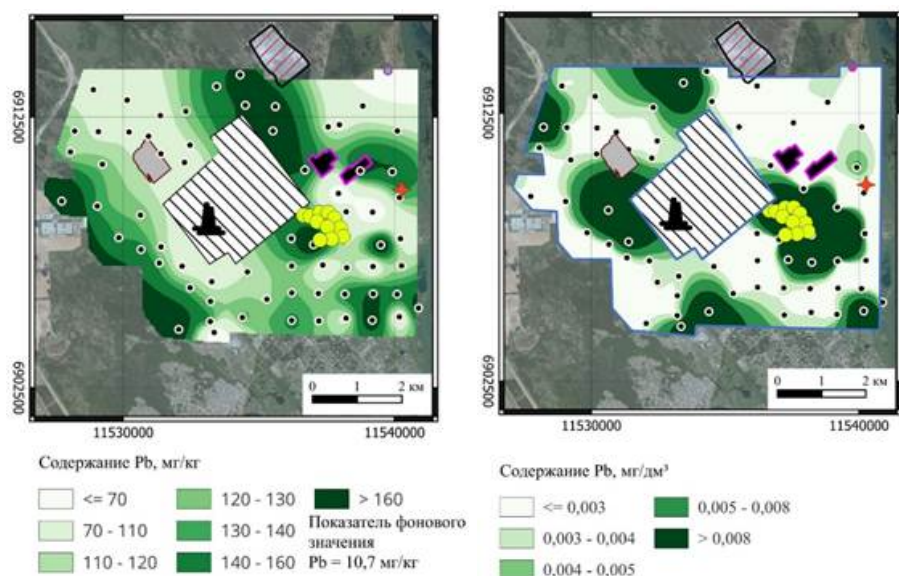 6912500
6902500
0 1 2 км
11530000
11540000
Содержание Pb, мг/кг
<= 70
70 - 110
110 - 120
120 - 130
130 - 140
140 - 160
> 160
Показатель фонового
значения
Pb = 10,7 мг/кг
6912500
6902500
0 1 2 км
11530000
11540000
Содержание Pb, мг/дм³
<= 0,003
0,003 - 0,004
0,004 - 0,005
0,005 - 0,008
> 0,008